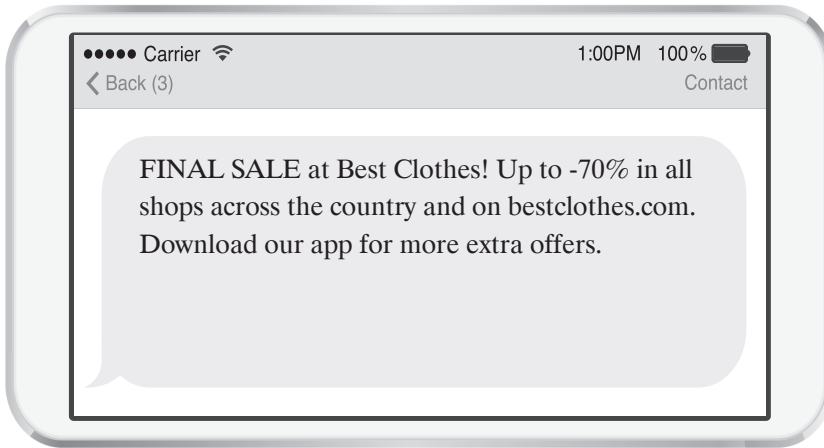 ●●●●● Carrier 1:00PM 100%
Back (3) Contact
FINAL SALE at Best Clothes! Up to -70% in all
shops across the country and on bestclothes.com.
Download our app for more extra offers.